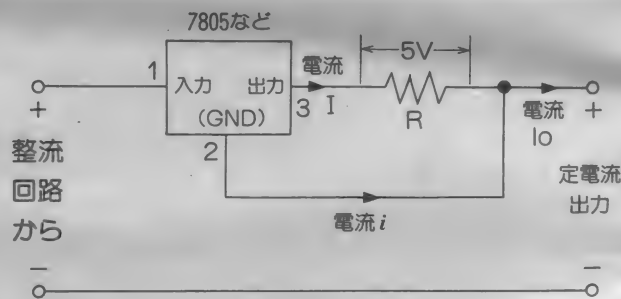 7805など
1
入力
出力
(GND)
3
2
電流
I
5V
R
電流
Io
+
+
整流
回路
から
定電流
出力
電流i
−
−